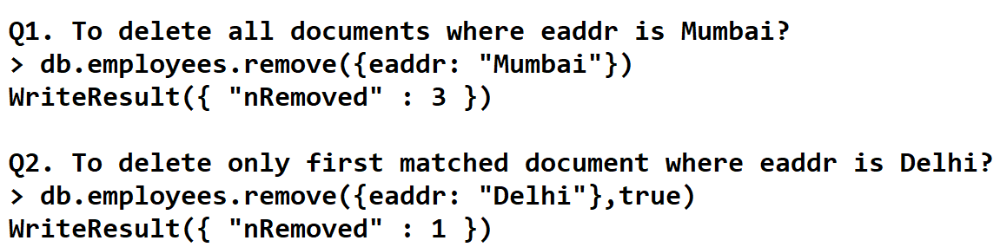 Q1. To delete all documents where eaddr is Mumbai?
> db.employees.remove({eaddr: "Mumbai"})
WriteResult({ "nRemoved" : 3 })
Q2. To delete only first matched document where eaddr is Delhi?
> db.employees.remove({eaddr: "Delhi"},true)
WriteResult({ "nRemoved" : 1 })